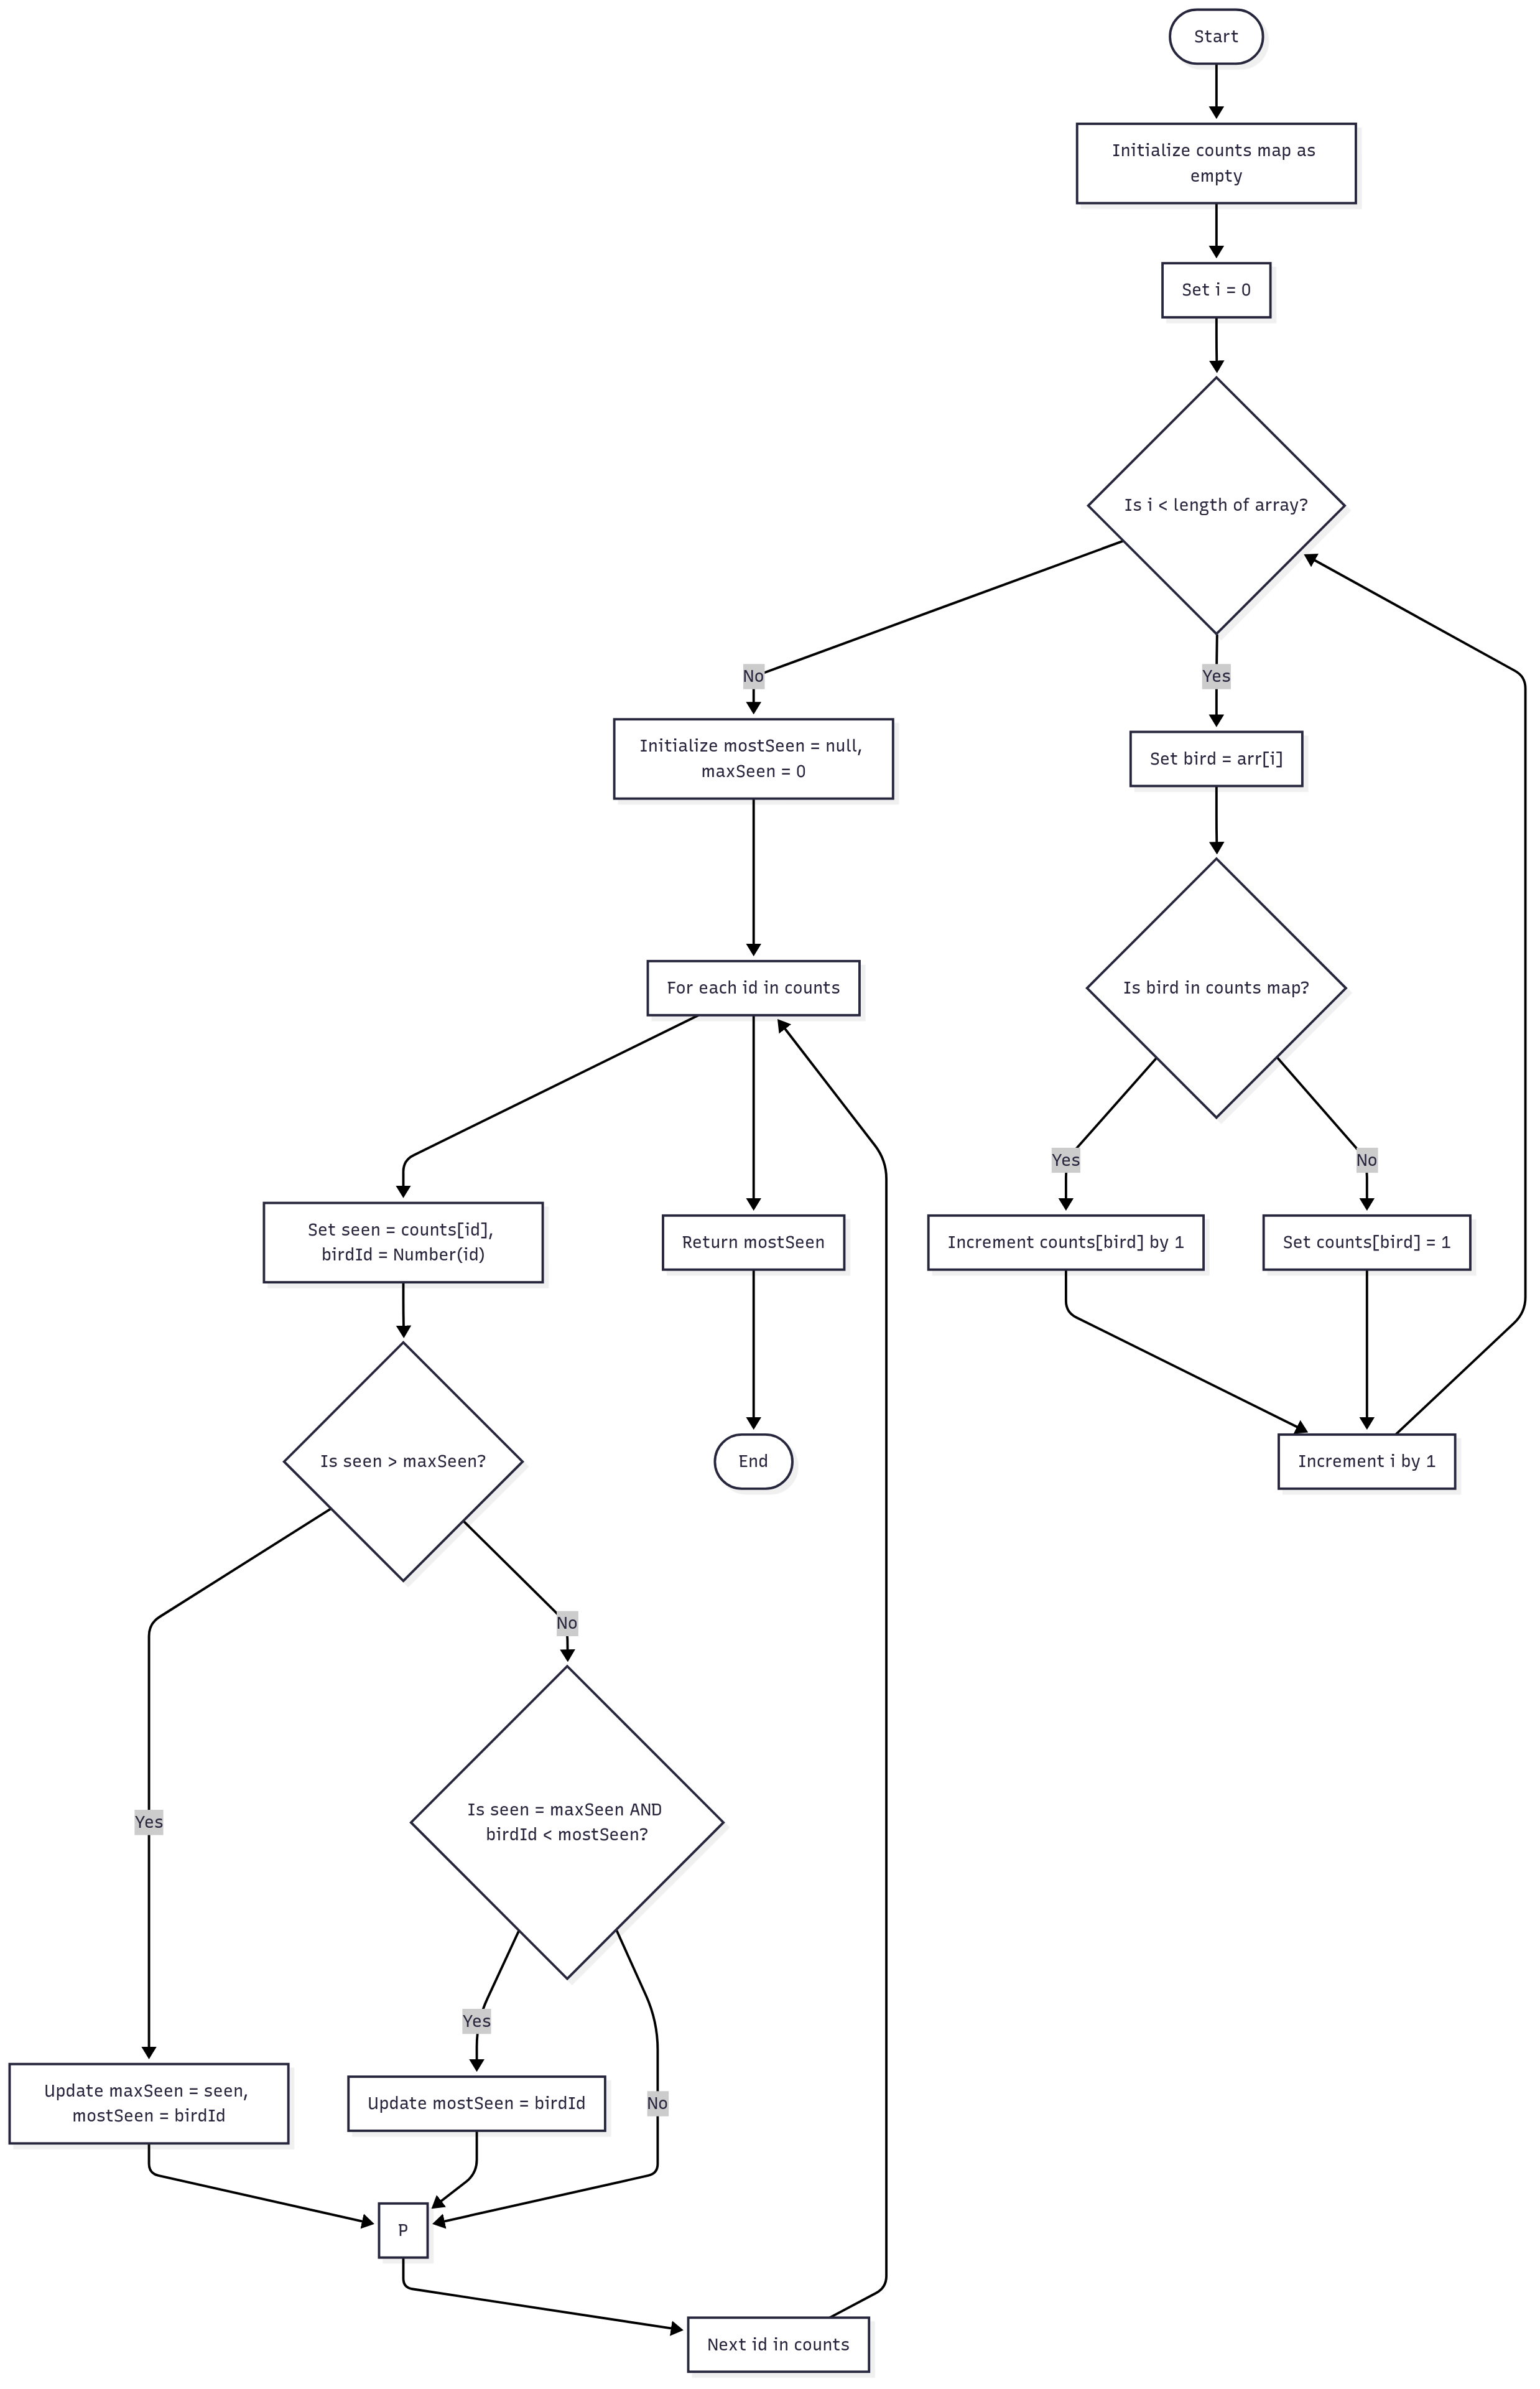 Start
Initialize counts map as
empty
Set i = 0
Is i < length of array?
No
Yes
Initialize mostSeen = null,
maxSeen = 0
Set bird = arr[i]
For each id in counts
Is bird in counts map?
Yes
No
Set seen = counts[id],
birdId = Number(id)
Return mostSeen
Increment counts[bird] by 1
Set counts[bird] = 1
Is seen > maxSeen?
End
Increment i by 1
No
Yes
Is seen = maxSeen AND
birdId < mostSeen?
Yes
No
Update maxSeen = seen,
mostSeen = birdId
Update mostSeen = birdId
P
Next id in counts